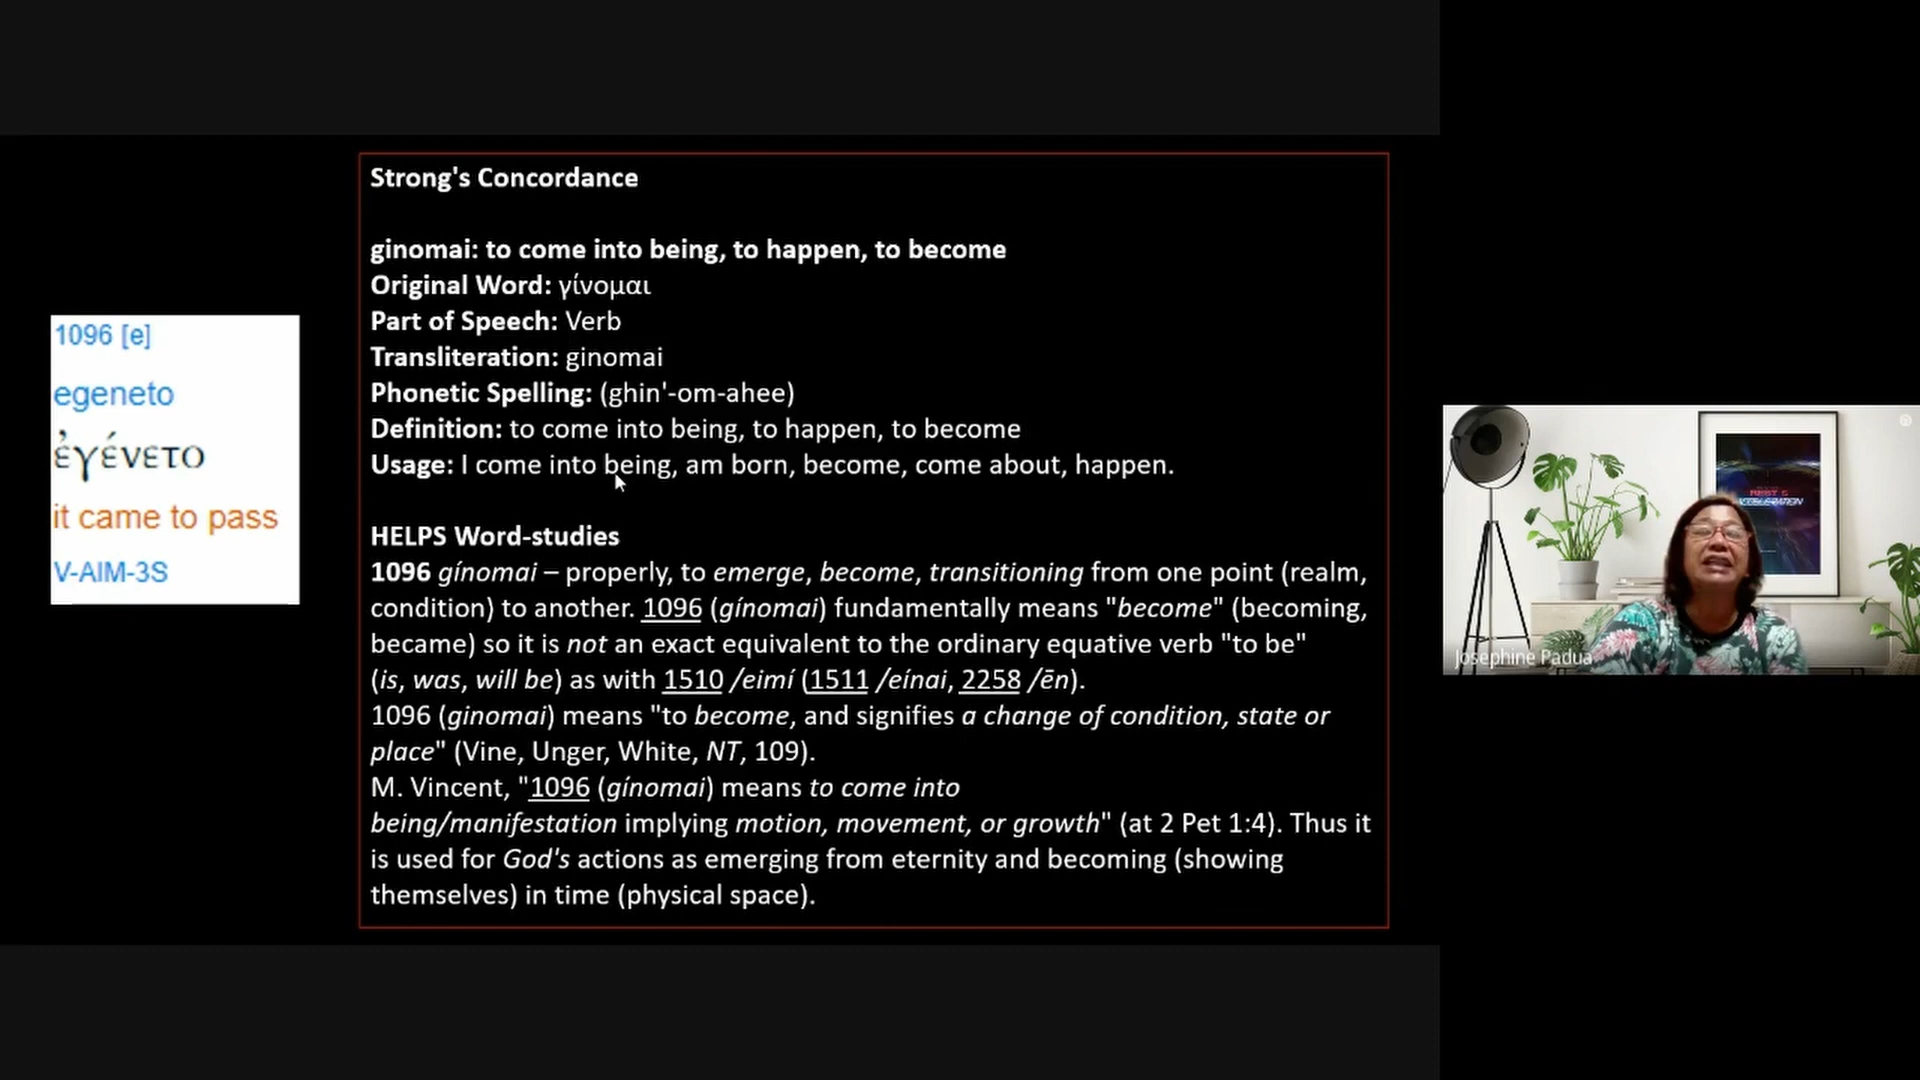 1096 [e]
egeneto
ἐγένετο
it came to pass
V-AIM-3S
Strong's Concordance
ginomai: to come into being, to happen, to become
Original Word: γίνομαι
Part of Speech: Verb
Transliteration: ginomai
Phonetic Spelling: (ghin'-om-ahee)
Definition: to come into being, to happen, to become
Usage: I come into being, am born, become, come about, happen.
HELPS Word-studies
1096 gínomai – properly, to emerge, become, transitioning from one point (realm,
condition) to another. 1096 (gínomai) fundamentally means "become" (becoming,
became) so it is not an exact equivalent to the ordinary equative verb "to be"
(is, was, will be) as with 1510 /eimí (1511 /eínai, 2258 /ēn).
1096 (ginomai) means "to become, and signifies a change of condition, state or
place" (Vine, Unger, White, NT, 109).
M. Vincent, "1096 (gínomai) means to come into
being/manifestation implying motion, movement, or growth" (at 2 Pet 1:4). Thus it
is used for God's actions as emerging from eternity and becoming (showing
themselves) in time (physical space).
REST &
ACCELERATION
Josephine Padua